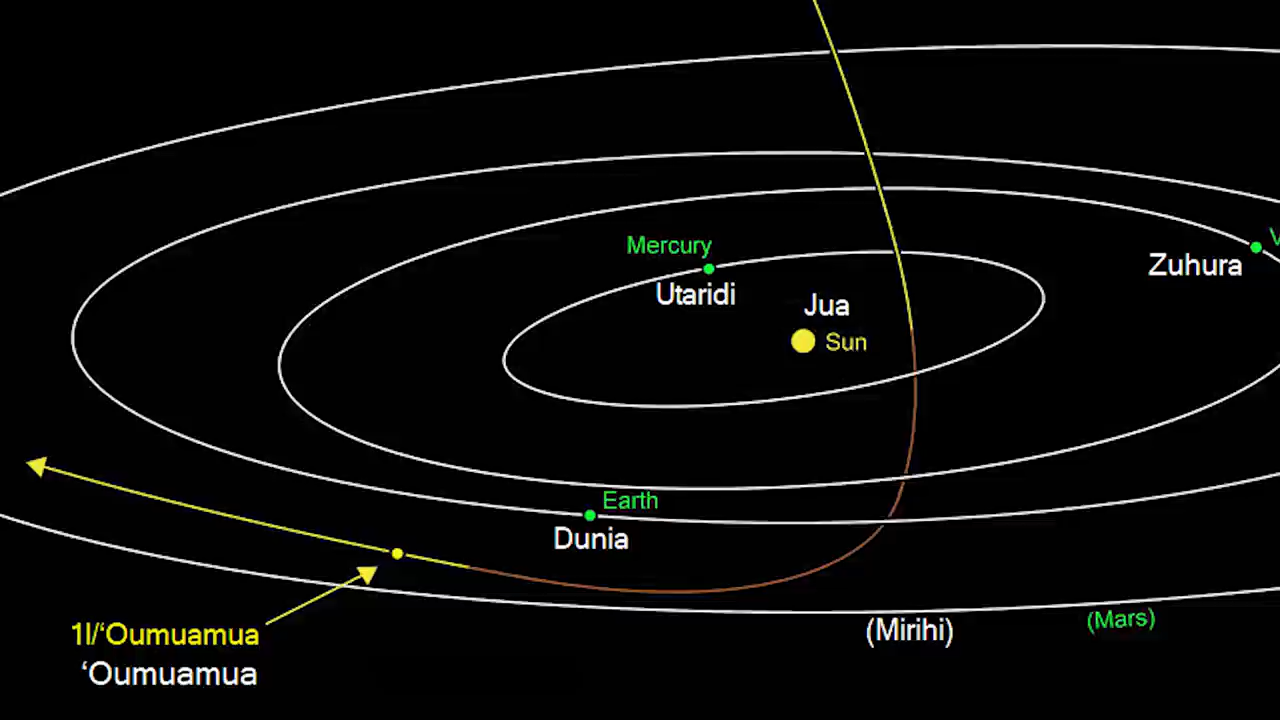 Mercury
Utaridi
Jua
Sun
V
Zuhura
Earth
Dunia
1I/‘Oumuamua
‘Oumuamua
(Mirihi)
(Mars)